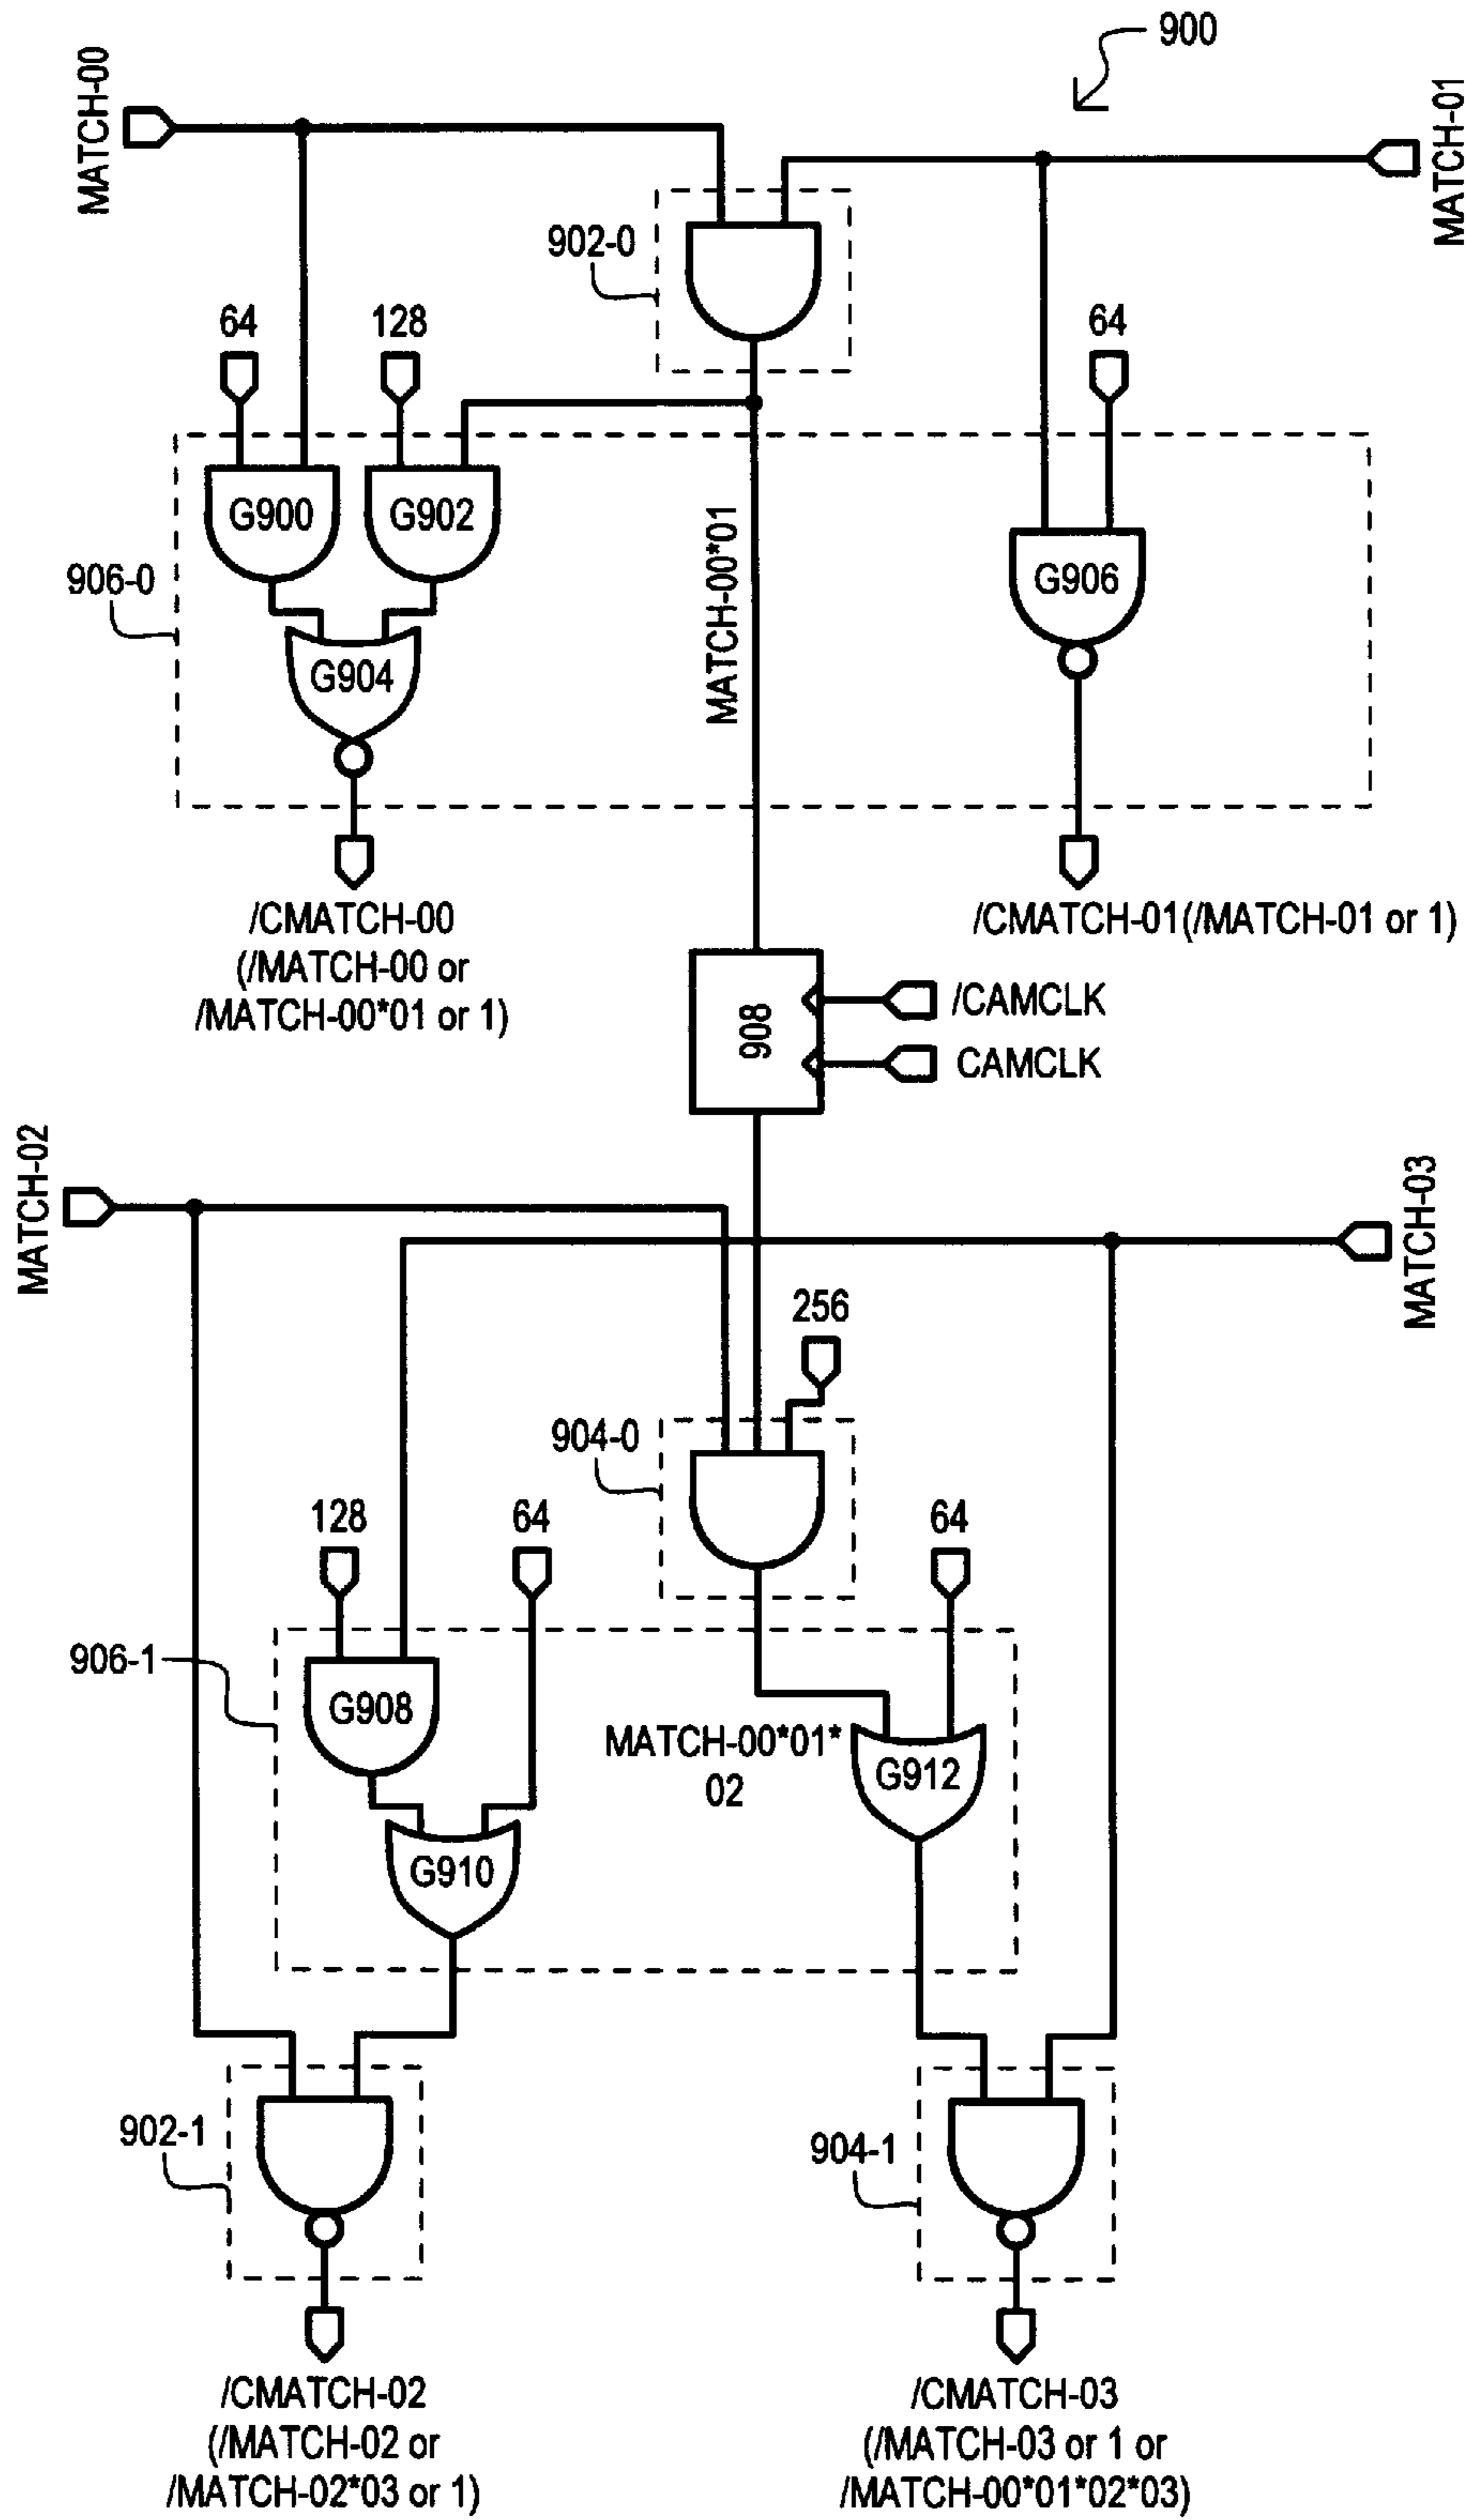 900
MATCH-00
MATCH-01
902-0
64
128
64
G900
G902
906-0
MATCH-00*01
G906
G904
/CMATCH-00
(/MATCH-00 or
/MATCH-00*01 or 1)
/CMATCH-01(/MATCH-01 or 1)
908
/CAMCLK
CAMCLK
MATCH-02
MATCH-03
256
904-0
128
64
64
906-1
G908
MATCH-00*01*
02
G912
G910
902-1
904-1
/CMATCH-02
(/MATCH-02 or
/MATCH-02*03 or 1)
/CMATCH-03
(/MATCH-03 or 1 or
/MATCH-00*01*02*03)